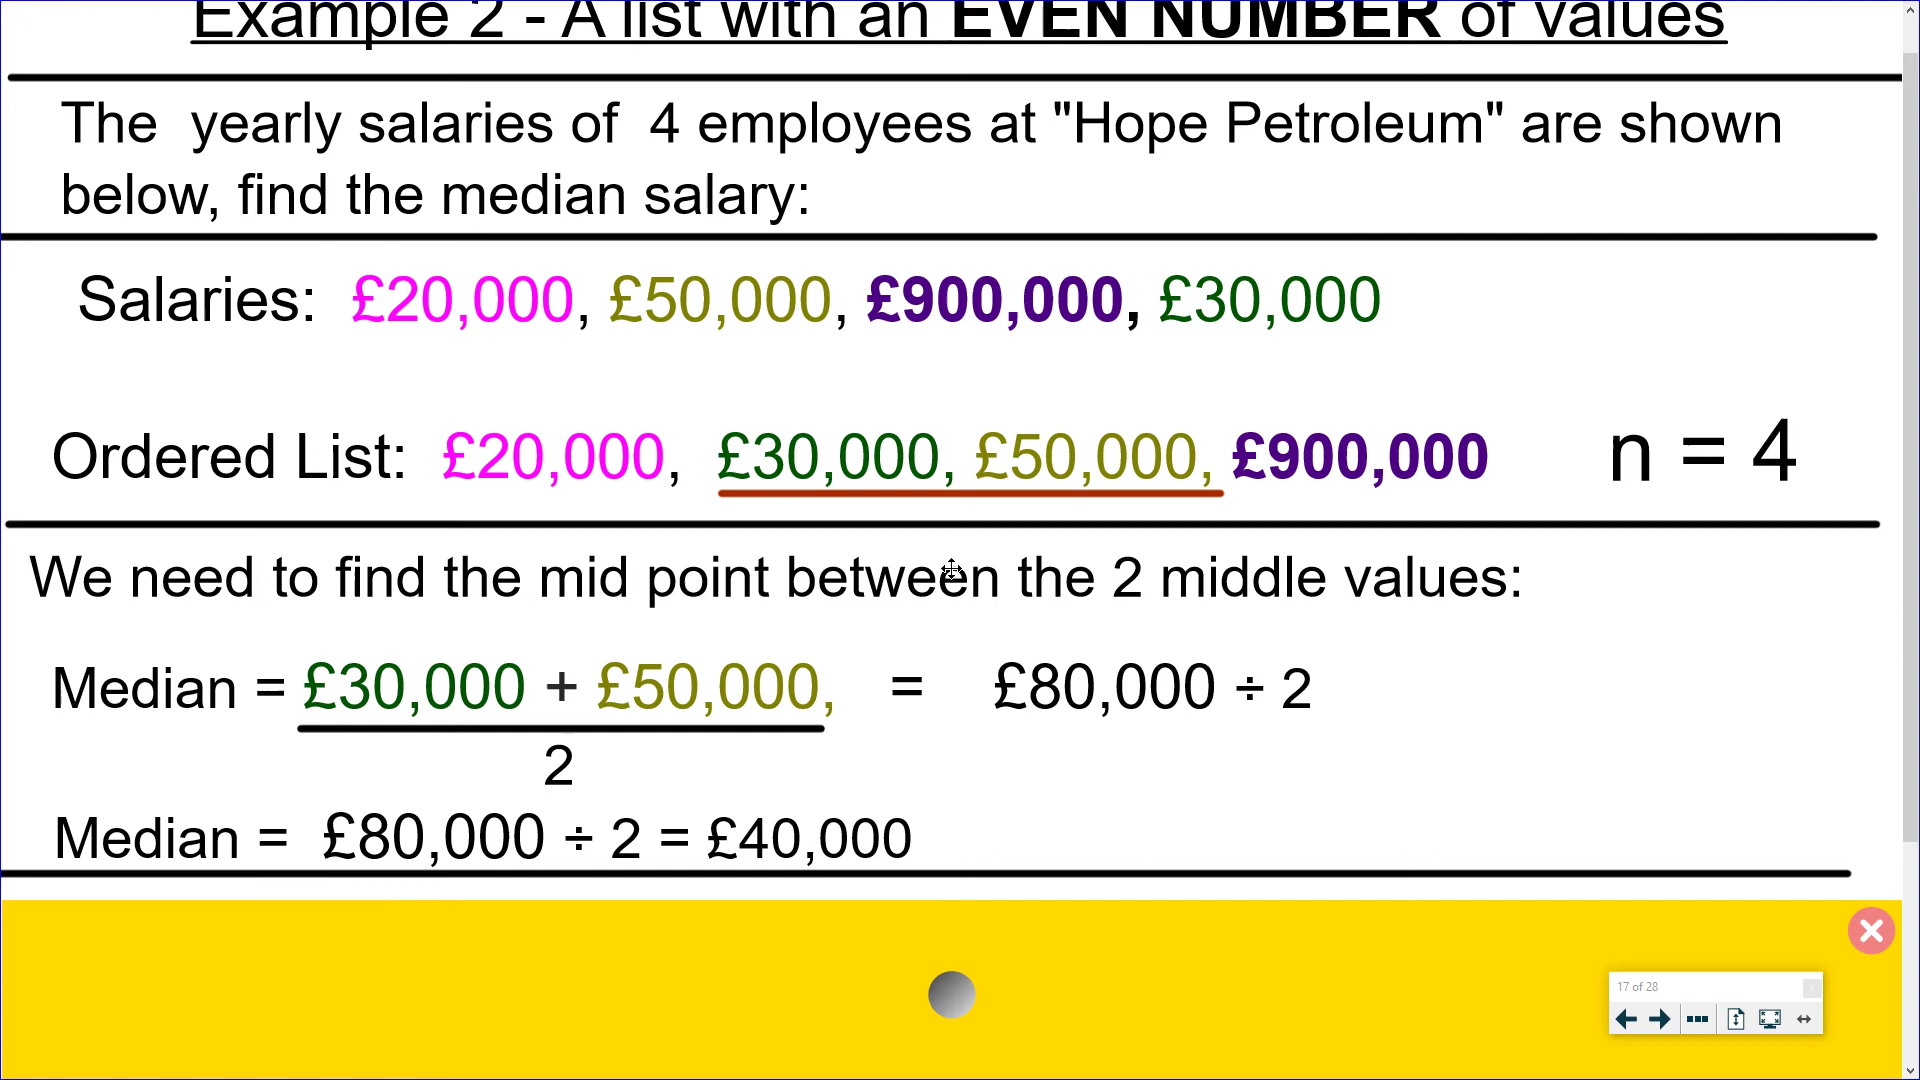 Example 2 - A list with an EVEN NUMBER of values
The yearly salaries of 4 employees at "Hope Petroleum" are shown
below, find the median salary:
Salaries: £20,000, £50,000, £900,000, £30,000
Ordered List: £20,000, £30,000, £50,000, £900,000 n = 4
We need to find the mid point between the 2 middle values:
Median = £30,000 + £50,000, = £80,000 ÷ 2
2
Median = £80,000 ÷ 2 = £40,000
17 of 28